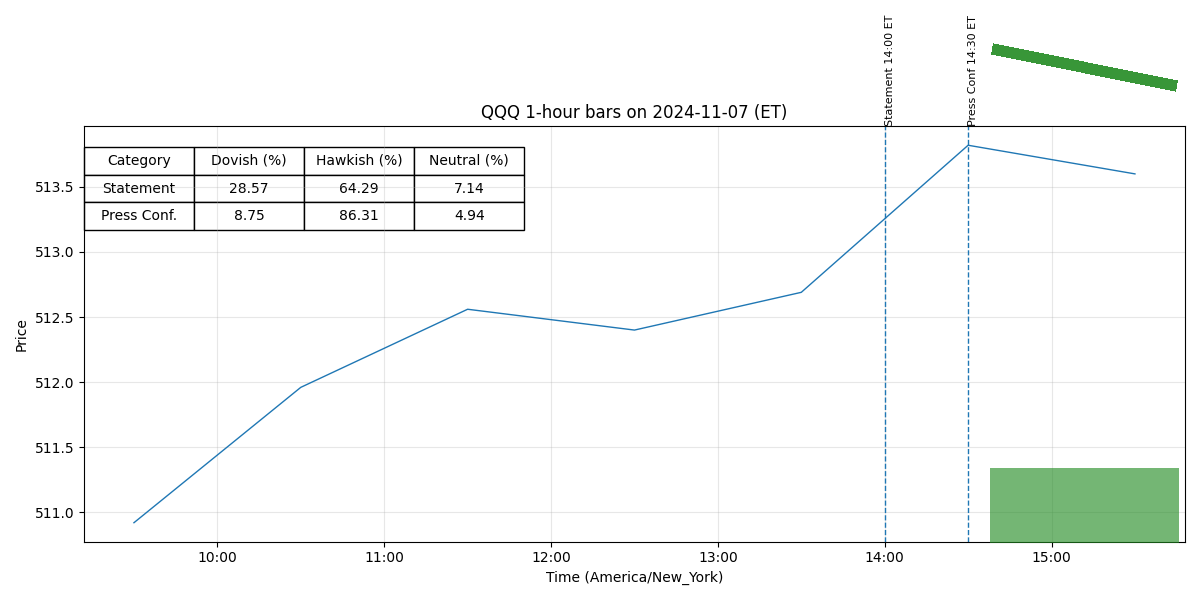 Statement 14:00 ET
Press Conf 14:30 ET
QQQ 1-hour bars on 2024-11-07 (ET)
Category Dovish (%) Hawkish (%) Neutral (%)
Statement 28.57 64.29 7.14
Press Conf. 8.75 86.31 4.94
Price
513.5
513.0
512.5
512.0
511.5
511.0
10:00 11:00 12:00 13:00 14:00 15:00
Time (America/New_York)